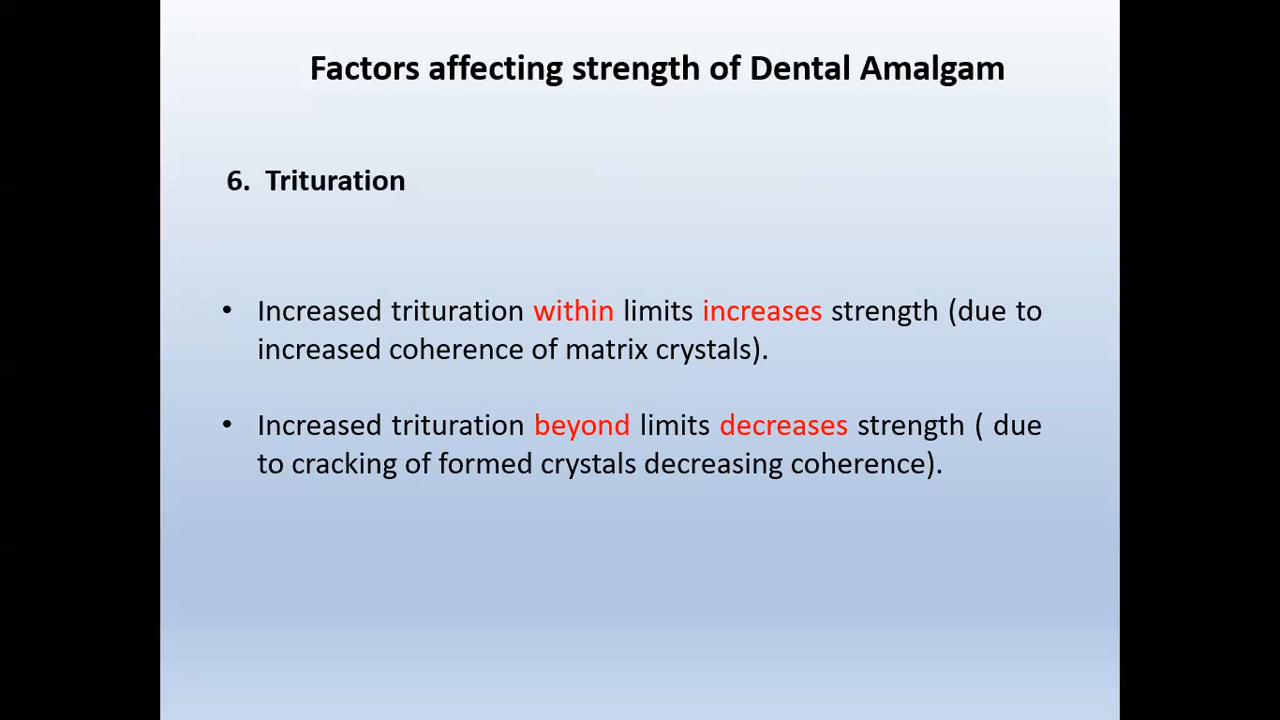 Factors affecting strength of Dental Amalgam
6. Trituration
• Increased trituration within limits increases strength (due to
increased coherence of matrix crystals).
• Increased trituration beyond limits decreases strength ( due
to cracking of formed crystals decreasing coherence).